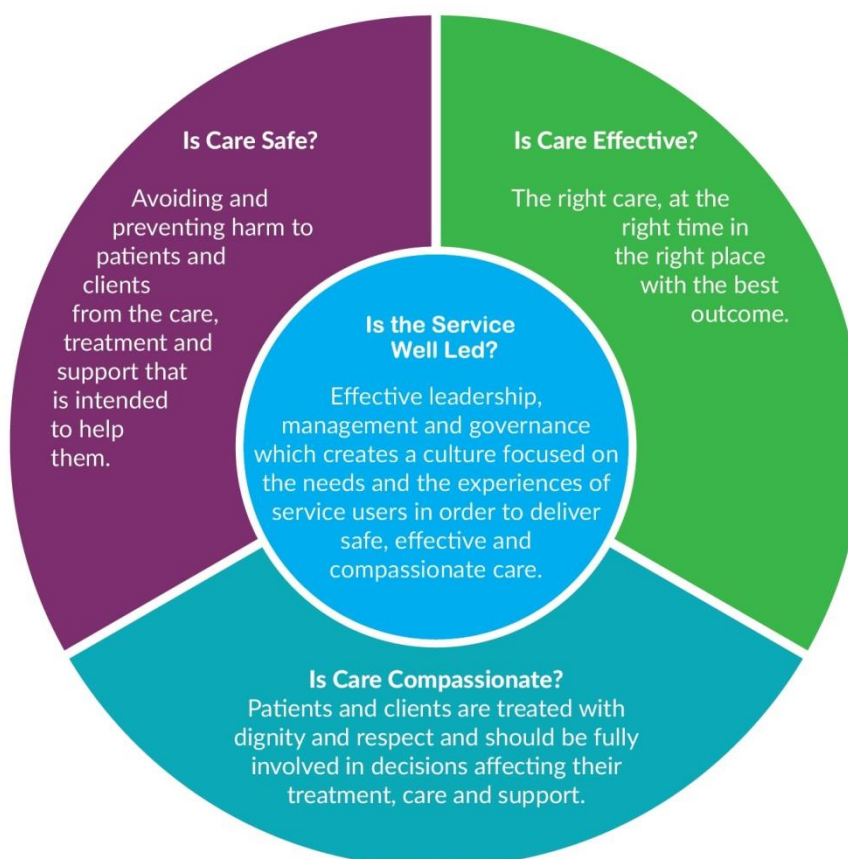 Is Care Safe?
Avoiding and
preventing harm to
patients and
clients
from the care,
treatment and
support that
is intended
to help
them.
Is Care Effective?
The right care, at the
right time in
the right place
with the best
outcome.
Is the Service
Well Led?
Effective leadership,
management and governance
which creates a culture focused on
the needs and the experiences of
service users in order to deliver
safe, effective and
compassionate care.
Is Care Compassionate?
Patients and clients are treated with
dignity and respect and should be fully
involved in decisions affecting their
treatment, care and support.